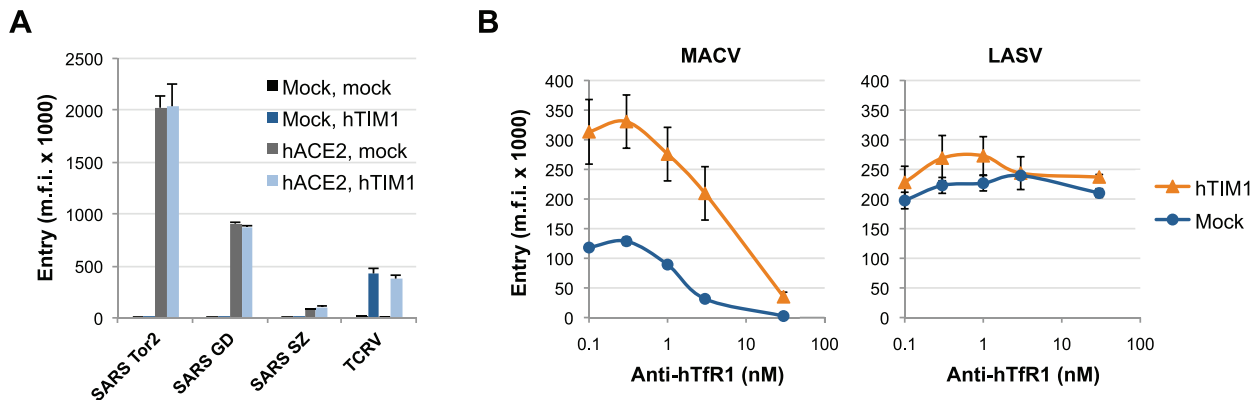 A
Entry (m.f.i. x 1000)
2500
2000
1500
1000
500
0
Mock, mock
Mock, hTIM1
hACE2, mock
hACE2, hTIM1
SARS Tor2
SARS GD
SARS SZ
TCRV
B
MACV
Entry (m.f.i. x 1000)
400
350
300
250
200
150
100
50
0
0.1 1 10 100
Anti-hTfR1 (nM)
LASV
400
350
300
250
200
150
100
50
0
0.1 1 10 100
Anti-hTfR1 (nM)
hTIM1
Mock